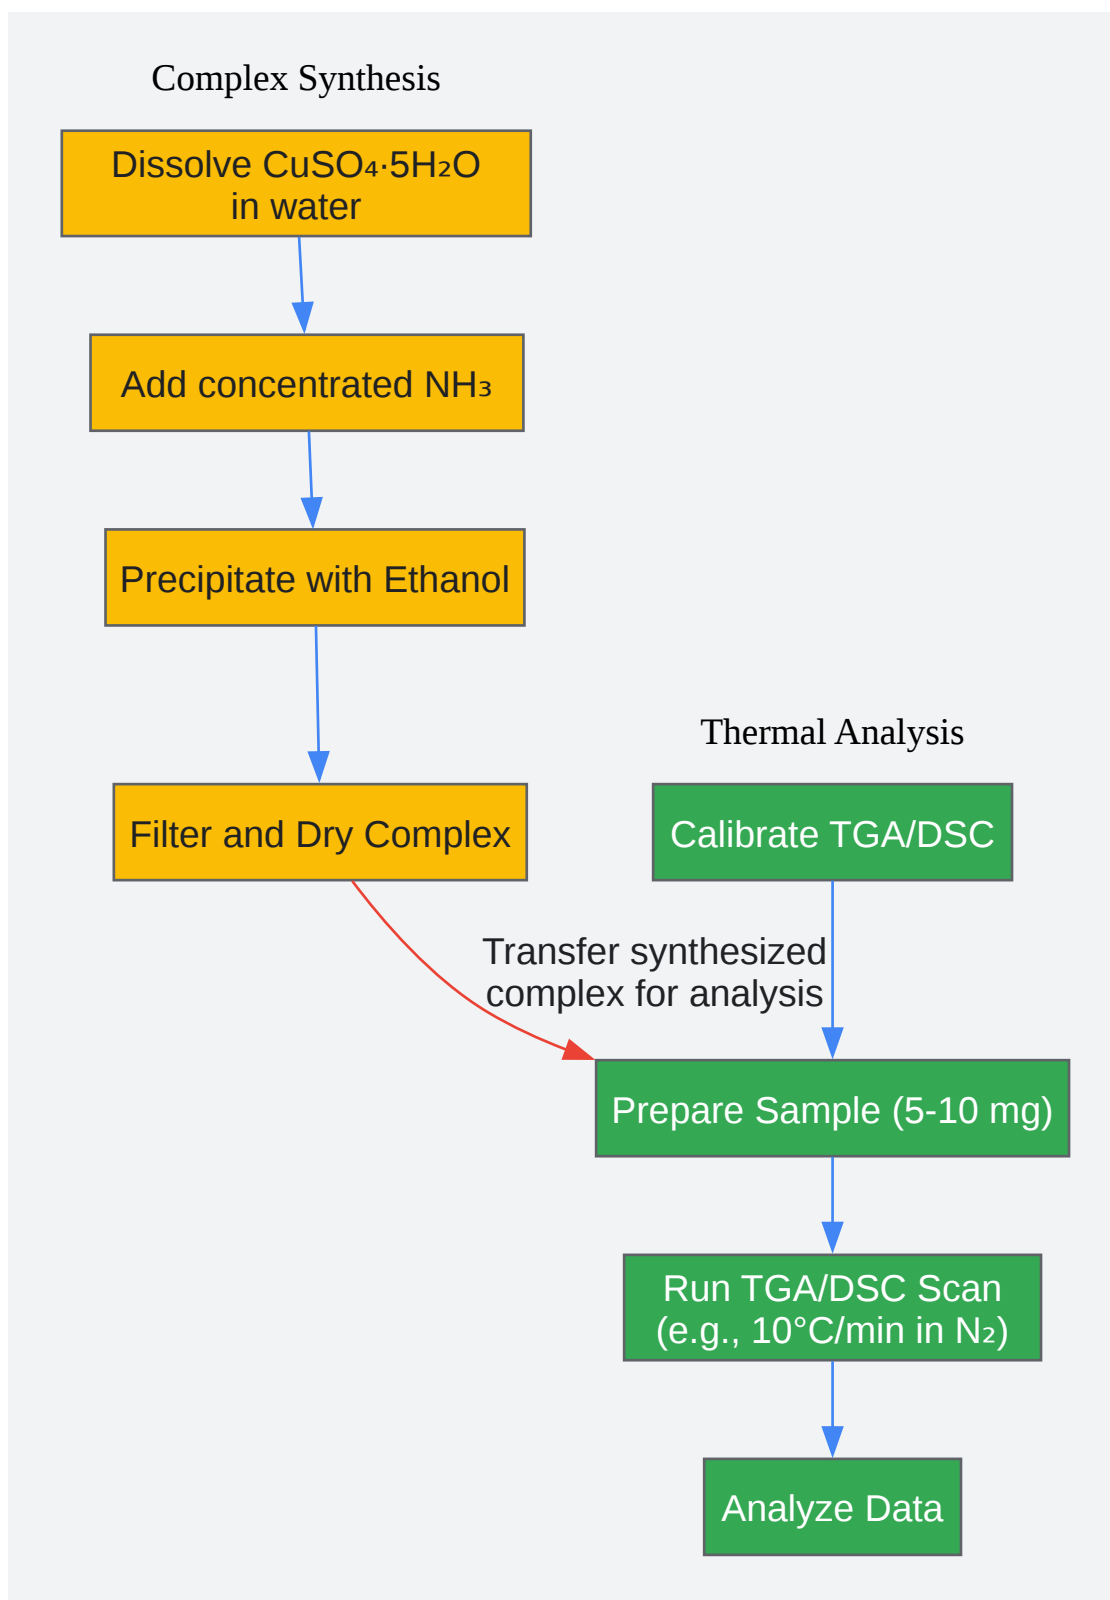 Complex Synthesis
Dissolve CuSO₄·5H₂O
in water
Add concentrated NH₃
Precipitate with Ethanol
Filter and Dry Complex
Thermal Analysis
Calibrate TGA/DSC
Transfer synthesized
complex for analysis
Prepare Sample (5-10 mg)
Run TGA/DSC Scan
(e.g., 10°C/min in N₂)
Analyze Data